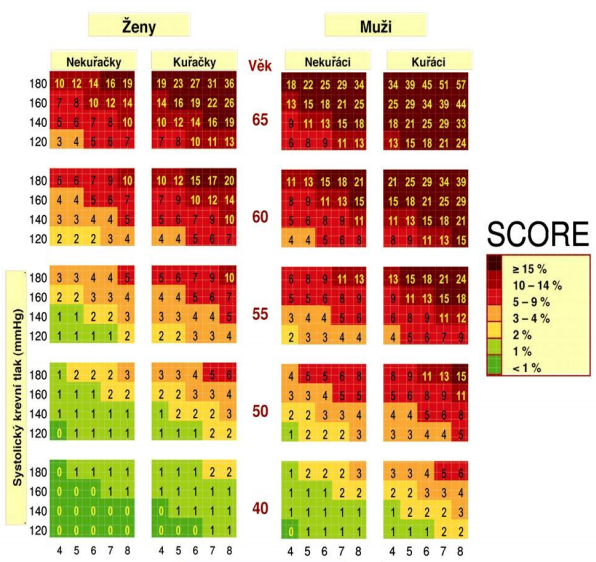 Ženy Muži
Nekuřačky Kuřačky Věk Nekuřáci Kuřáci
180 10 12 14 16 19 19 23 27 31 36 18 22 25 29 34 34 39 45 51 57
160 7 8 10 12 14 14 16 19 22 26 13 15 18 21 25 25 29 34 39 44
65
140 5 6 7 8 10 10 12 14 16 19 9 11 13 15 18 18 21 25 29 33
120 3 4 5 6 7 7 8 10 11 13 6 7 9 11 13 13 15 18 21 24
180 5 6 7 9 10 10 12 15 17 20 11 13 15 18 21 21 25 29 34 39
160 4 4 5 6 7 7 9 10 12 14 8 9 11 13 15 15 18 21 25 29
60
140 3 3 4 4 5 5 6 7 9 10 5 6 8 9 11 11 13 15 18 21
120 2 2 2 3 4 4 4 5 6 7 4 4 5 6 8 8 9 11 13 15
180 3 3 4 4 5 5 6 7 9 10 6 8 9 11 13 13 15 18 21 24
160 2 2 3 3 4 4 4 5 6 7 5 5 6 8 9 9 11 13 15 18
55
140 1 1 2 2 3 3 3 4 4 5 3 4 4 5 6 6 8 9 11 12
120 1 1 1 1 2 2 2 3 3 4 2 3 3 4 4 4 5 6 7 9
180 1 2 2 2 3 3 3 4 5 6 4 5 5 6 8 8 9 11 13 15
160 1 1 1 2 2 2 2 3 3 4 3 3 4 5 5 5 6 8 9 11
50
140 1 1 1 1 1 1 2 2 2 3 2 2 3 3 4 4 4 5 6 8
120 0 1 1 1 1 1 1 1 2 2 1 2 2 2 3 3 3 4 4 5
180 0 1 1 1 1 1 1 1 2 2 1 2 2 2 3 3 3 4 5 6
160 0 0 0 1 1 1 1 1 1 1 1 1 1 2 2 2 2 3 3 4
40
140 0 0 0 0 0 0 1 1 1 1 1 1 1 1 1 1 2 2 2 3
120 0 0 0 0 0 0 0 0 1 1 0 1 1 1 1 1 1 1 2 2
4 5 6 7 8 4 5 6 7 8 4 5 6 7 8 4 5 6 7 8
Systolický krevní tlak (mmHg)
SCORE
≥ 15 %
10 – 14 %
5 – 9 %
3 – 4 %
2 %
1 %
< 1 %